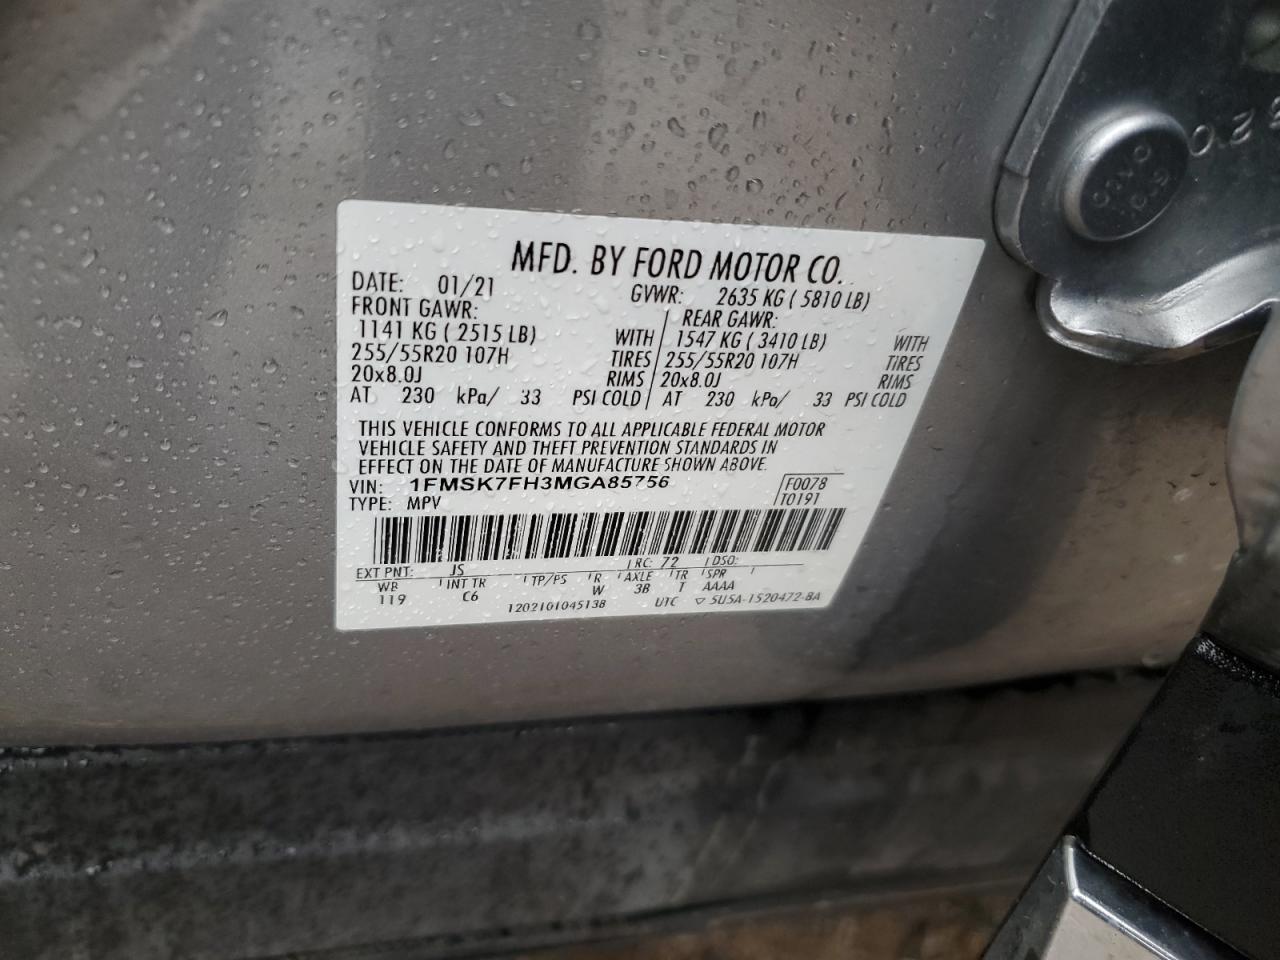 MFD. BY FORD MOTOR CO.
DATE: 01/21 GVWR: 2635 KG ( 5810 LB)
FRONT GAWR: REAR GAWR:
1141 KG ( 2515 LB) WITH 1547 KG ( 3410 LB) WITH
255/55R20 107H TIRES 255/55R20 107H TIRES
20x8.0J RIMS 20x8.0J RIMS
AT 230 kPa/ 33 PSI COLD AT 230 kPa/ 33 PSI COLD
THIS VEHICLE CONFORMS TO ALL APPLICABLE FEDERAL MOTOR
VEHICLE SAFETY AND THEFT PREVENTION STANDARDS IN
EFFECT ON THE DATE OF MANUFACTURE SHOWN ABOVE.
VIN: 1FMSK7FH3MGA85756 F0078
TYPE: MPV T0191
EXT PNT: JS RC: 72 DSO:
WB INT TR TP/PS R AXLE TR SPR
119 C6 W 3B T AAAA
1202101045138 UTC ▽ 5U5A-1520472-BA